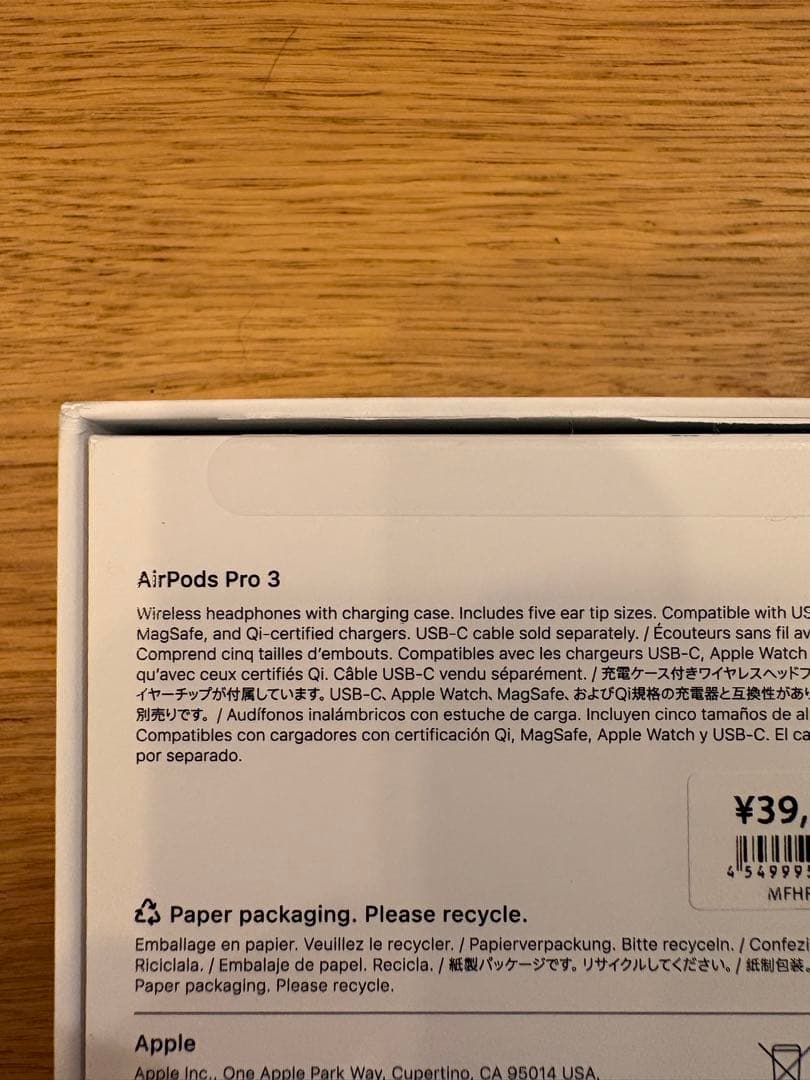 AirPods Pro 3
Wireless headphones with charging case. Includes five ear tip sizes. Compatible with US
MagSafe, and Qi-certified chargers. USB-C cable sold separately. / Écouteurs sans fil av
Comprend cinq tailles d'embouts. Compatibles avec les chargeurs USB-C, Apple Watch
qu'avec ceux certifiés Qi. Câble USB-C vendu séparément. / 充電ケース付きワイヤレスヘッドフ
イヤーチップが付属しています。USB-C、Apple Watch、MagSafe、およびQi規格の充電器と互換性があり
別売りです。 / Audífonos inalámbricos con estuche de carga. Incluyen cinco tamaños de al
Compatibles con cargadores con certificación Qi, MagSafe, Apple Watch y USB-C. El ca
por separado.
¥39,
4 549995
MFHP
Paper packaging. Please recycle.
Emballage en papier. Veuillez le recycler. / Papierverpackung. Bitte recyceln. / Confezi
Riciclala. / Embalaje de papel. Recicla. / 紙製パッケージです。リサイクルしてください。/ 紙制包装。
Paper packaging. Please recycle.
Apple
Apple Inc., One Apple Park Way, Cupertino, CA 95014 USA.